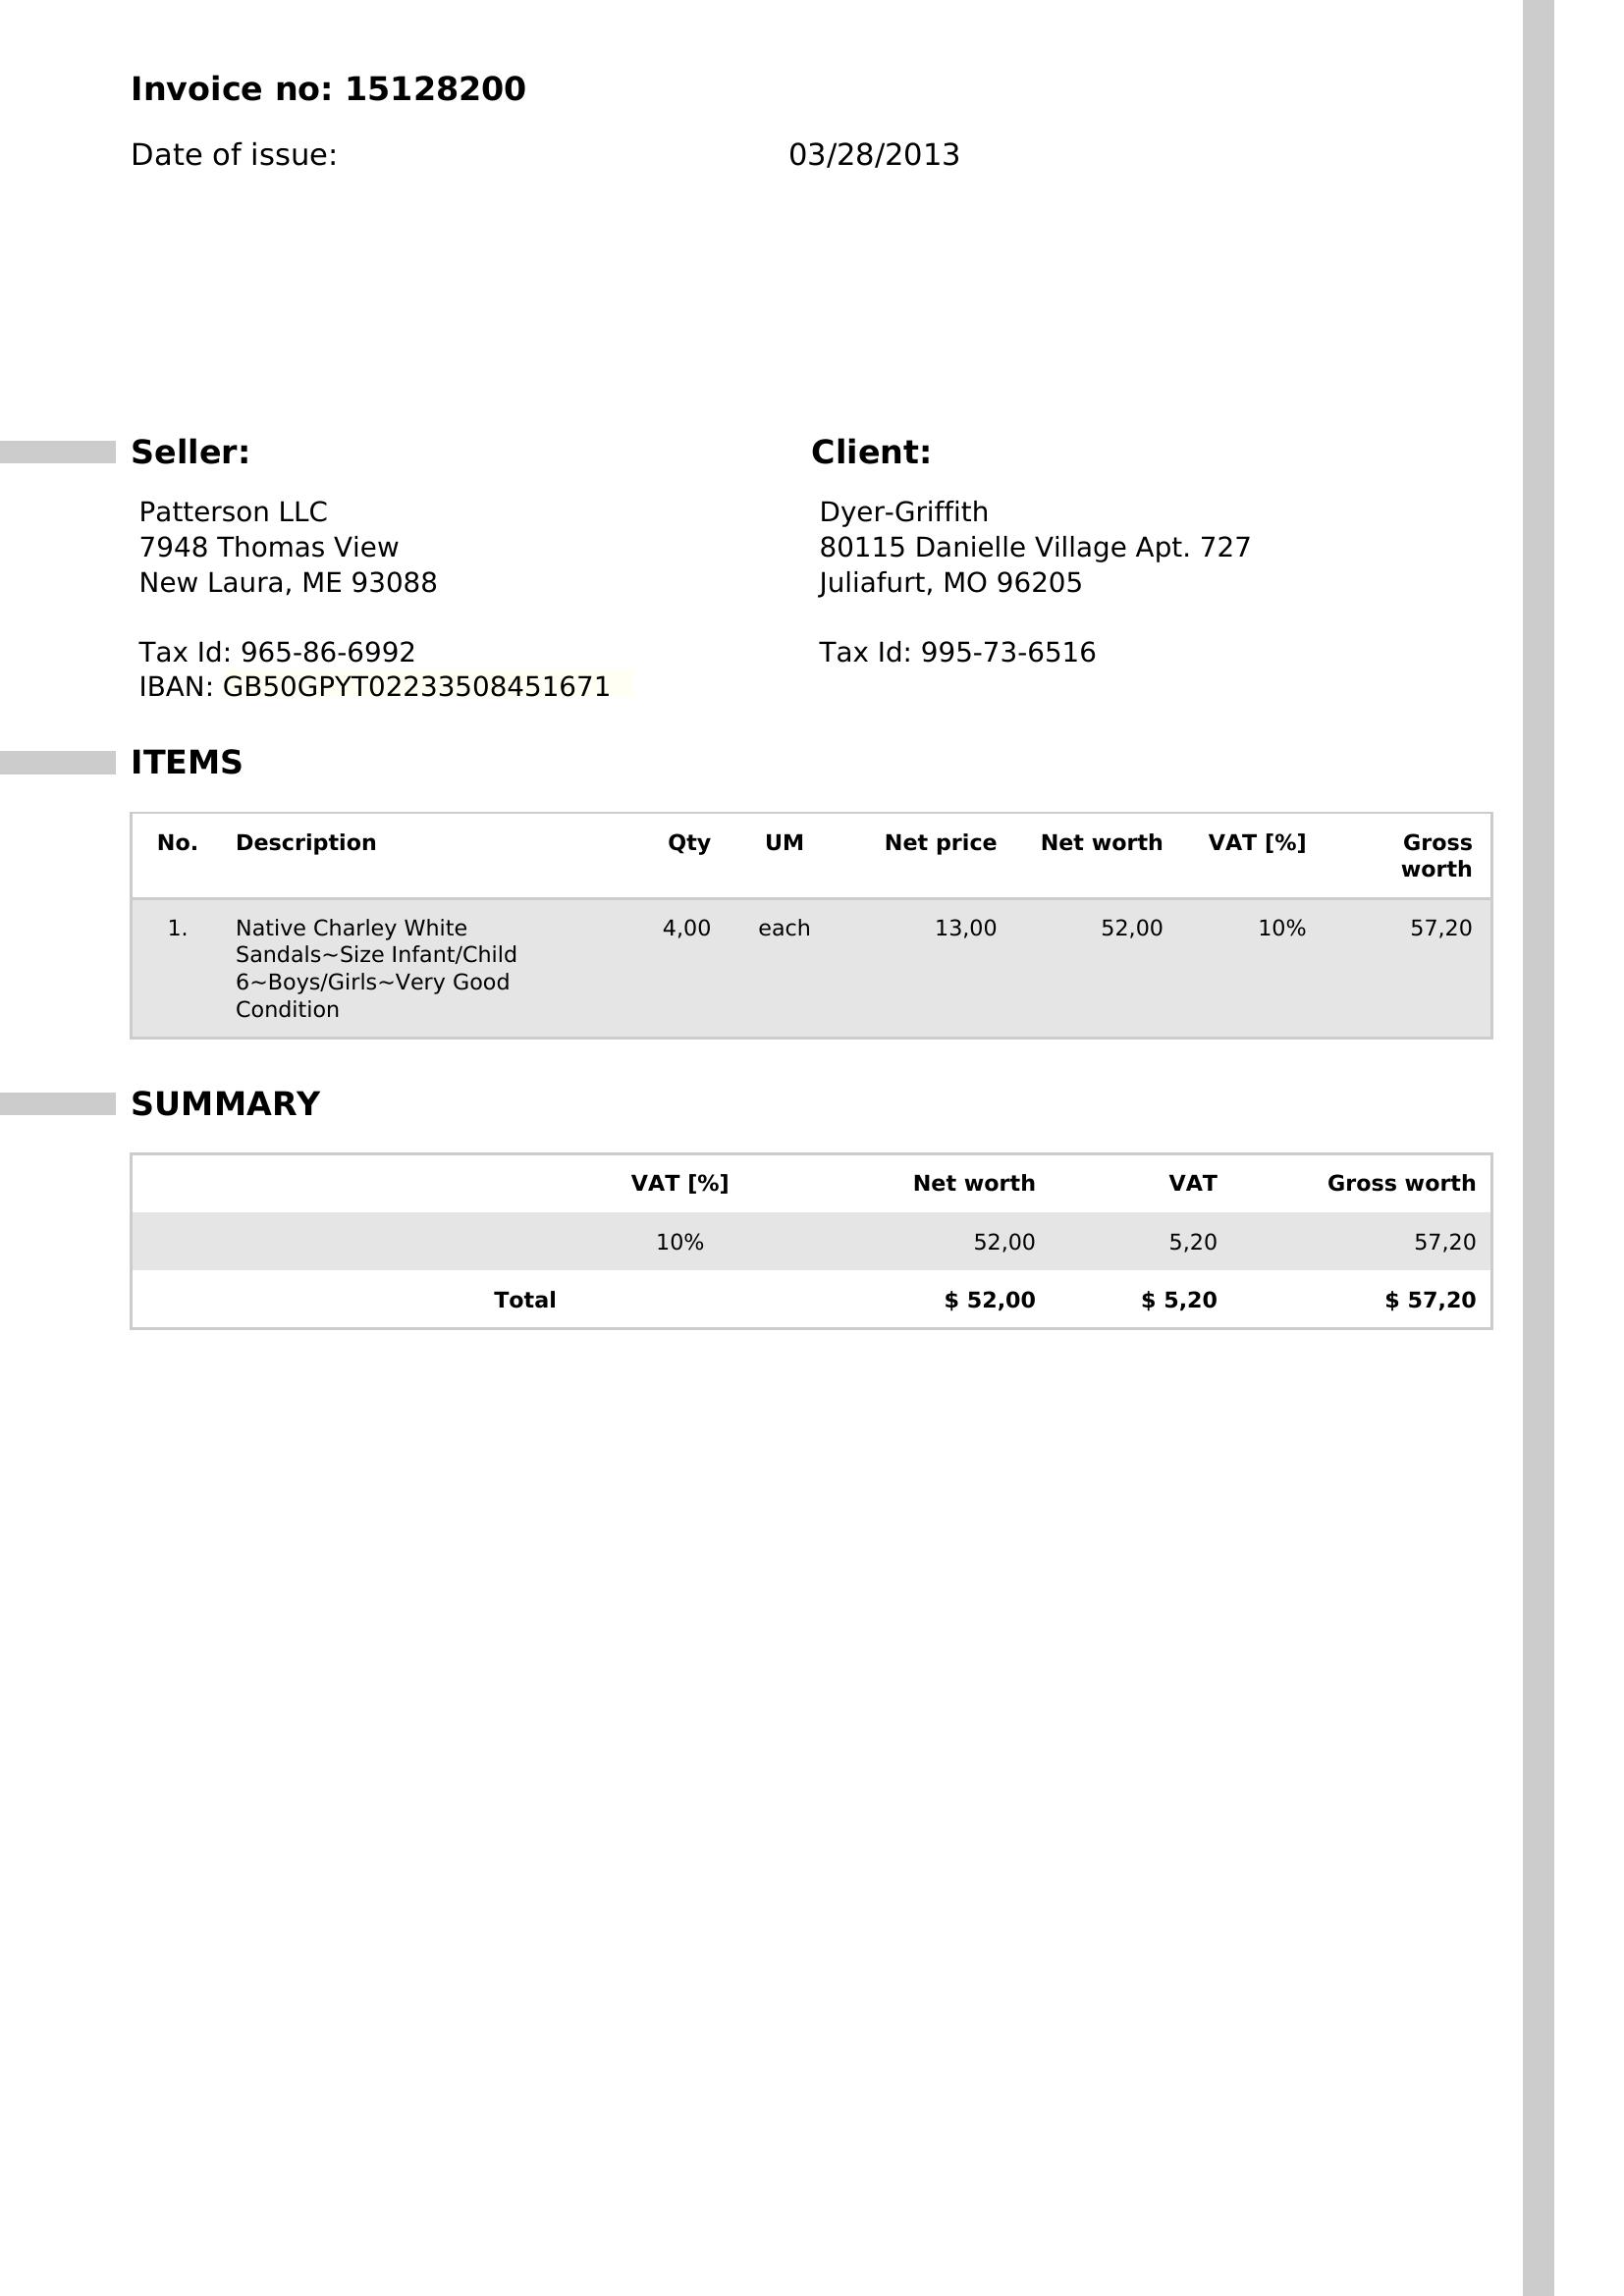 Invoice no: 15128200
Date of issue: 03/28/2013
Seller:
Patterson LLC
7948 Thomas View
New Laura, ME 93088
Tax Id: 965-86-6992
IBAN: GB50GPYT02233508451671
Client:
Dyer-Griffith
80115 Danielle Village Apt. 727
Juliafurt, MO 96205
Tax Id: 995-73-6516
ITEMS
No. Description Qty UM Net price Net worth VAT [%] Gross
worth
1. Native Charley White 4,00 each 13,00 52,00 10% 57,20
Sandals~Size Infant/Child
6~Boys/Girls~Very Good
Condition
SUMMARY
VAT [%] Net worth VAT Gross worth
10% 52,00 5,20 57,20
Total $ 52,00 $ 5,20 $ 57,20